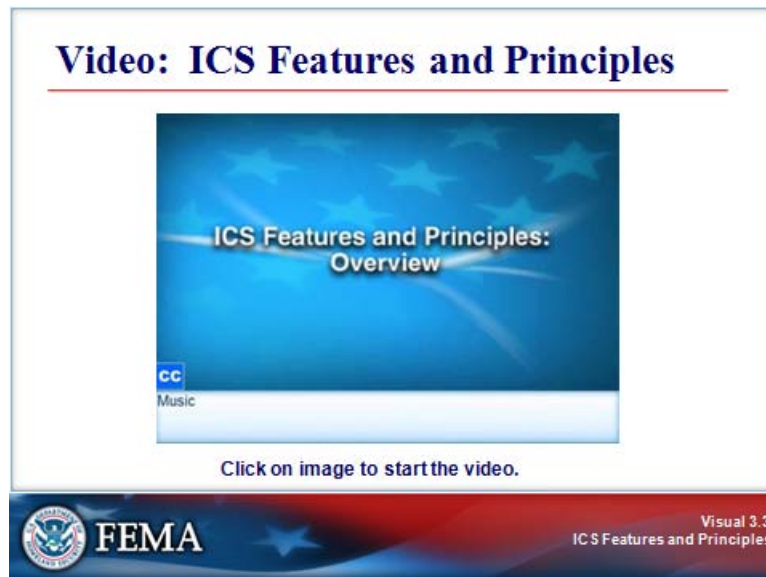 Video: ICS Features and Principles
ICS Features and Principles:
Overview
CC
Music
Click on image to start the video.
FEMA
Visual 3.3
ICS Features and Principles